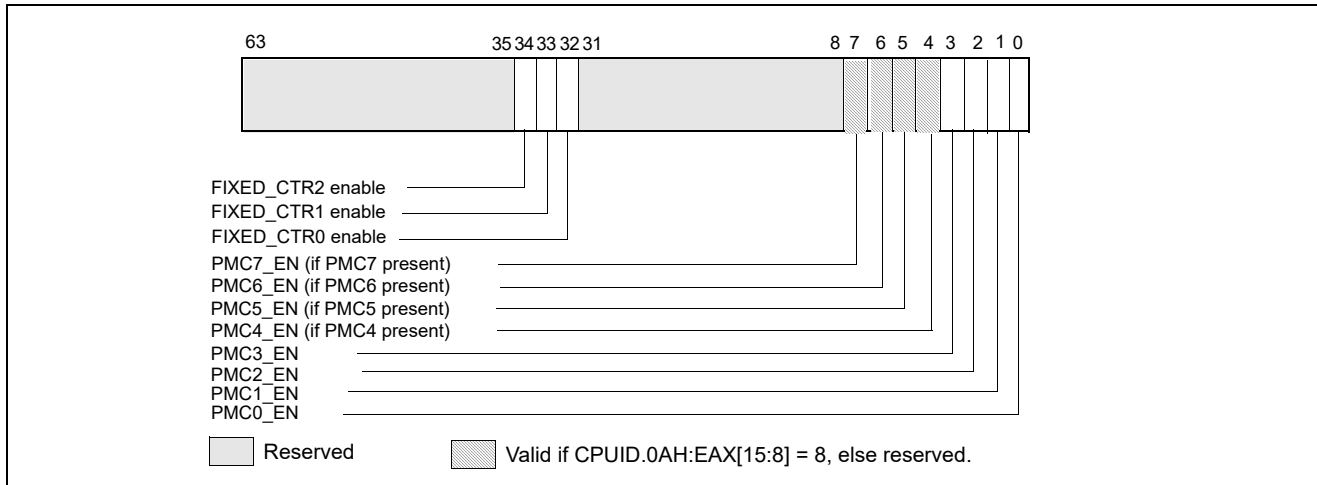 63 35 34 33 32 31 8 7 6 5 4 3 2 1 0
FIXED_CTR2 enable
FIXED_CTR1 enable
FIXED_CTR0 enable
PMC7_EN (if PMC7 present)
PMC6_EN (if PMC6 present)
PMC5_EN (if PMC5 present)
PMC4_EN (if PMC4 present)
PMC3_EN
PMC2_EN
PMC1_EN
PMC0_EN
Reserved Valid if CPUID.0AH:EAX[15:8] = 8, else reserved.